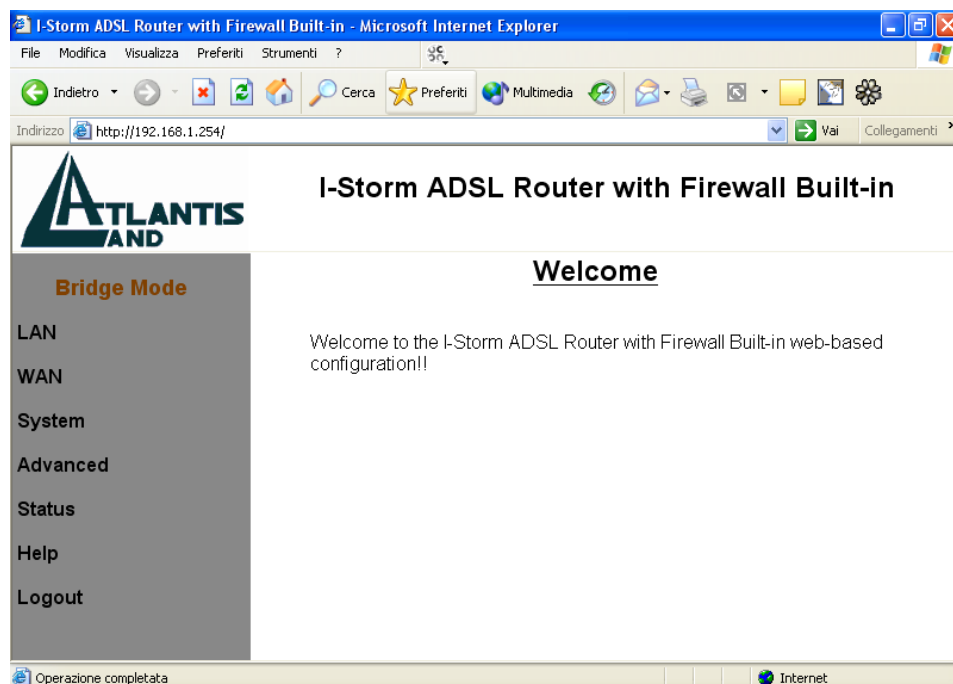 I-Storm ADSL Router with Firewall Built-in - Microsoft Internet Explorer
File Modifica Visualizza Preferiti Strumenti ?
Indietro Cerca Preferiti Multimedia
Indirizzo http://192.168.1.254/ Vai Collegamenti
ATLANTIS
LAND
I-Storm ADSL Router with Firewall Built-in
Bridge Mode
LAN
WAN
System
Advanced
Status
Help
Logout
Welcome
Welcome to the I-Storm ADSL Router with Firewall Built-in web-based
configuration!!
Operazione completata Internet